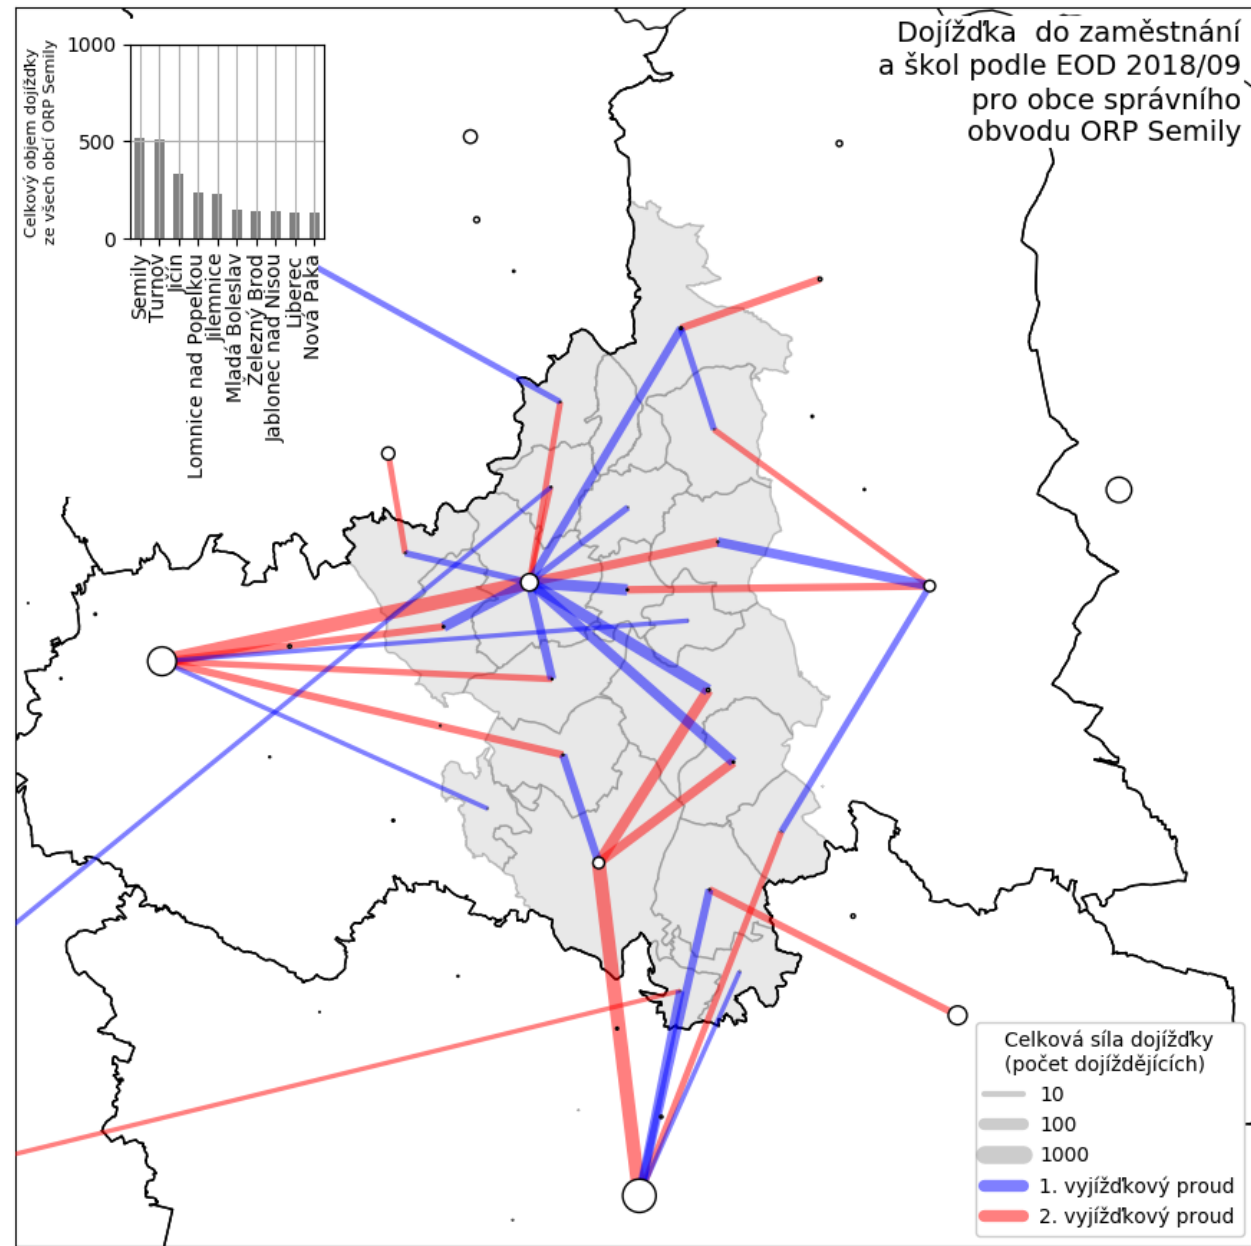 Dojížďka  do zaměstnání
a škol podle EOD 2018/09
pro obce správního
obvodu ORP Semily
Celkový objem dojížďky
ze všech obcí ORP Semily
1000
500
0
Semily
Turnov
Jičín
Lomnice nad Popelkou
Jilemnice
Mladá Boleslav
Železný Brod
Jablonec nad Nisou
Liberec
Nová Paka
Celková síla dojížďky
(počet dojíždějících)
10
100
1000
1. vyjížďkový proud
2. vyjížďkový proud